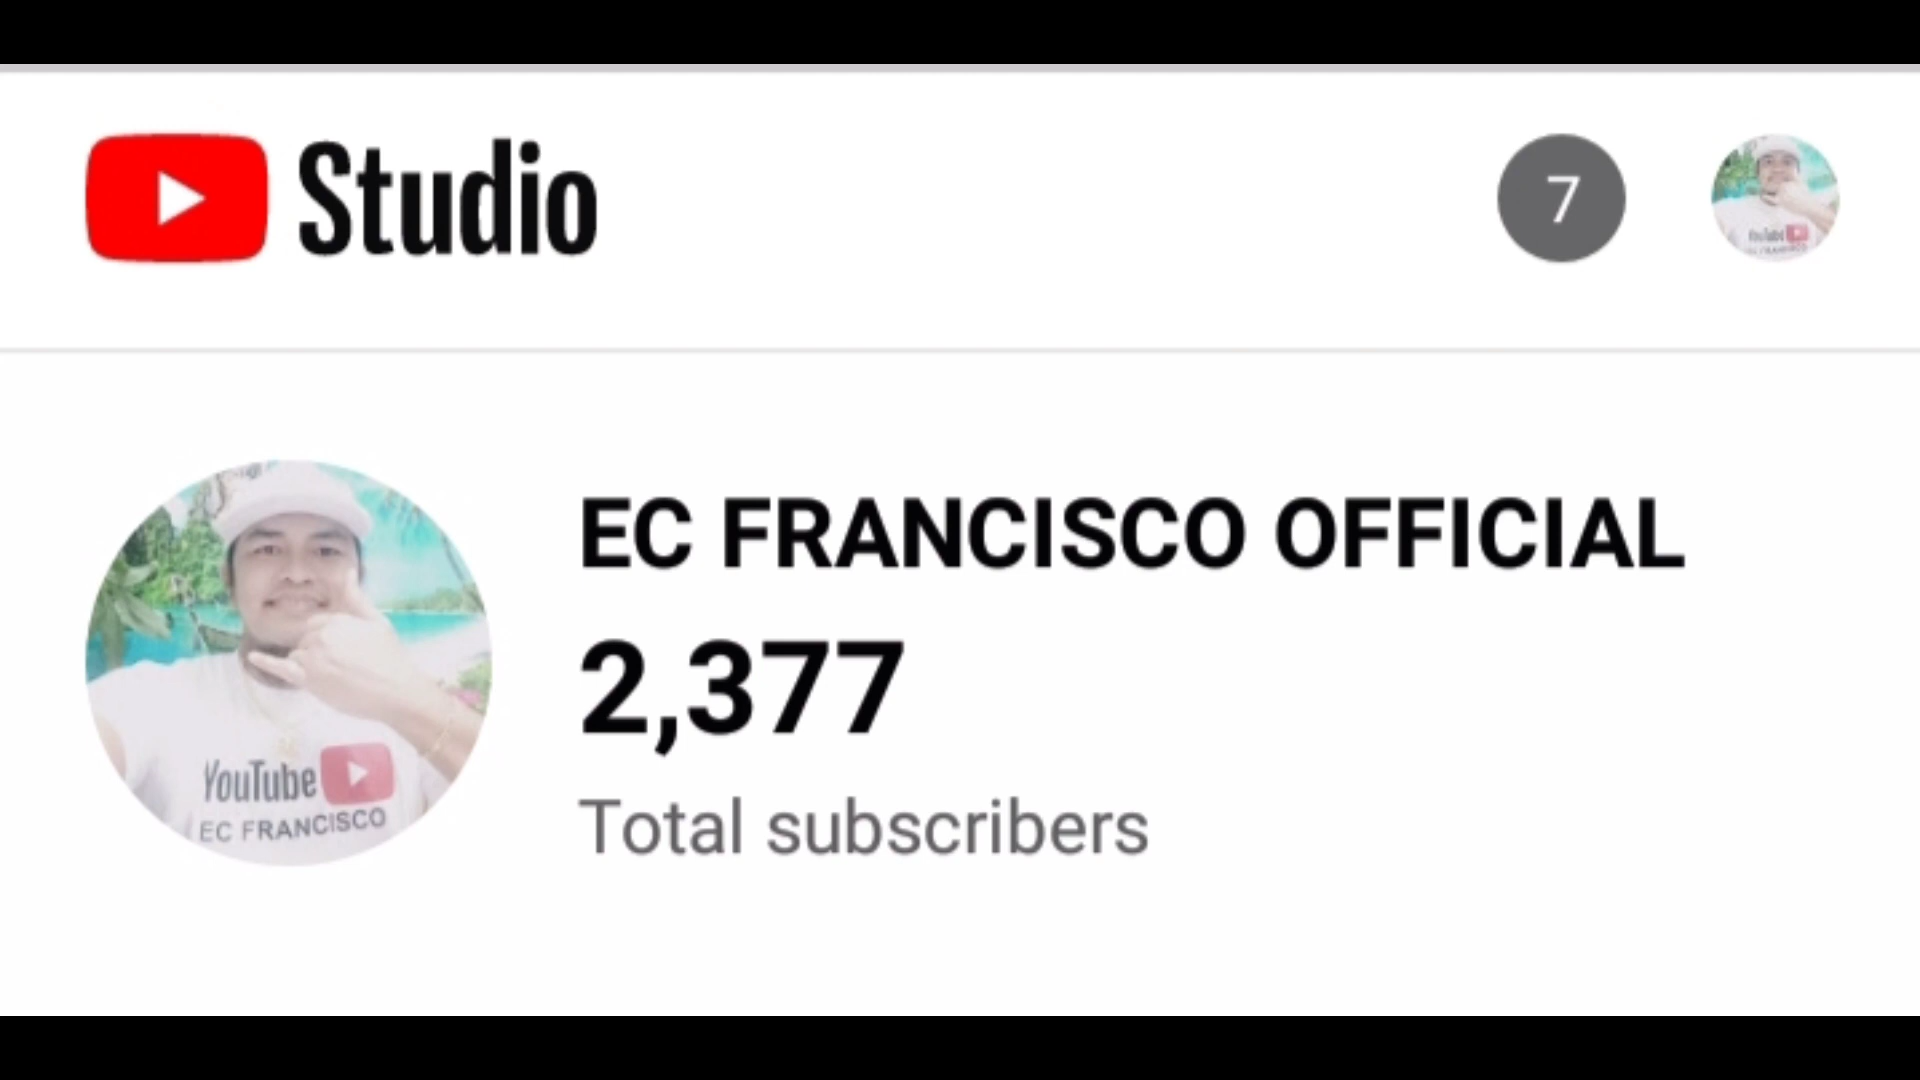 Studio
7
EC FRANCISCO OFFICIAL
2,377
Total subscribers
YouTube
EC FRANCISCO